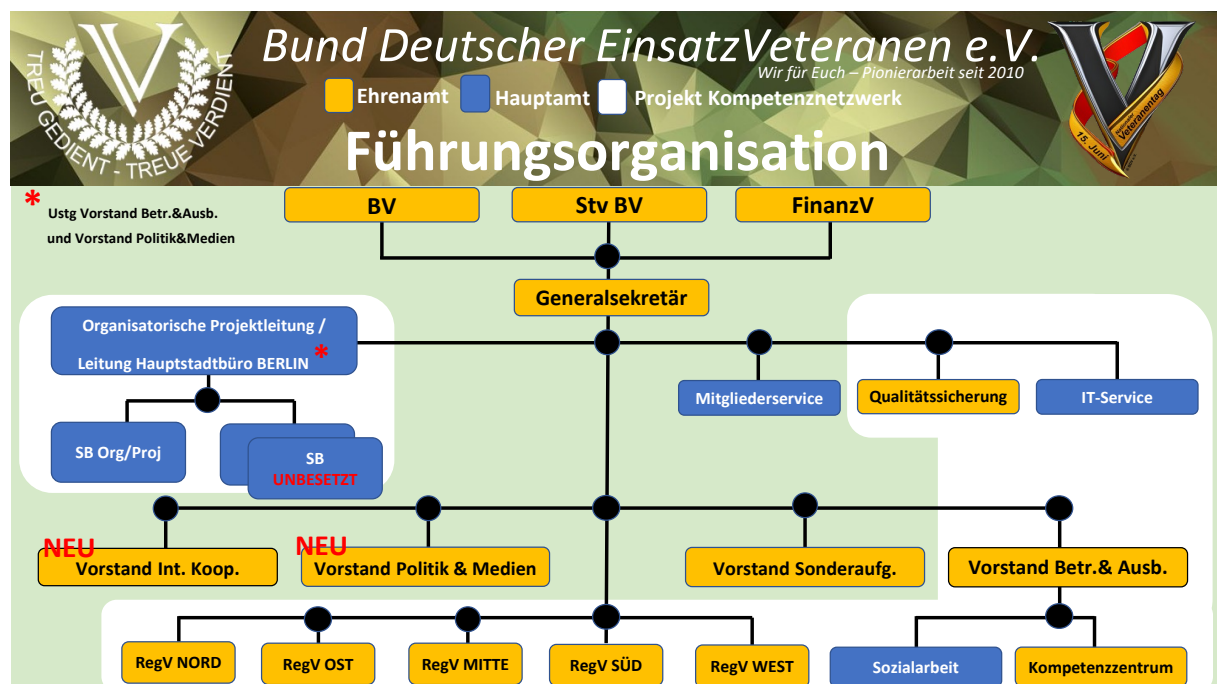 TREU GEDIENT - TREUE VERDIENT
Bund Deutscher EinsatzVeteranen e.V.
Wir für Euch – Pionierarbeit seit 2010
Ehrenamt Hauptamt Projekt Kompetenznetzwerk
Führungsorganisation
Nationaler
Veteranentag
15. Juni
* Ustg Vorstand Betr.&Ausb.
und Vorstand Politik&Medien
BV
Stv BV
FinanzV
Generalsekretär
Organisatorische Projektleitung /
Leitung Hauptstadtbüro BERLIN *
Mitgliederservice
Qualitätssicherung
IT-Service
SB Org/Proj
SB
UNBESETZT
NEU
Vorstand Int. Koop.
NEU
Vorstand Politik & Medien
Vorstand Sonderaufg.
Vorstand Betr.& Ausb.
RegV NORD
RegV OST
RegV MITTE
RegV SÜD
RegV WEST
Sozialarbeit
Kompetenzzentrum